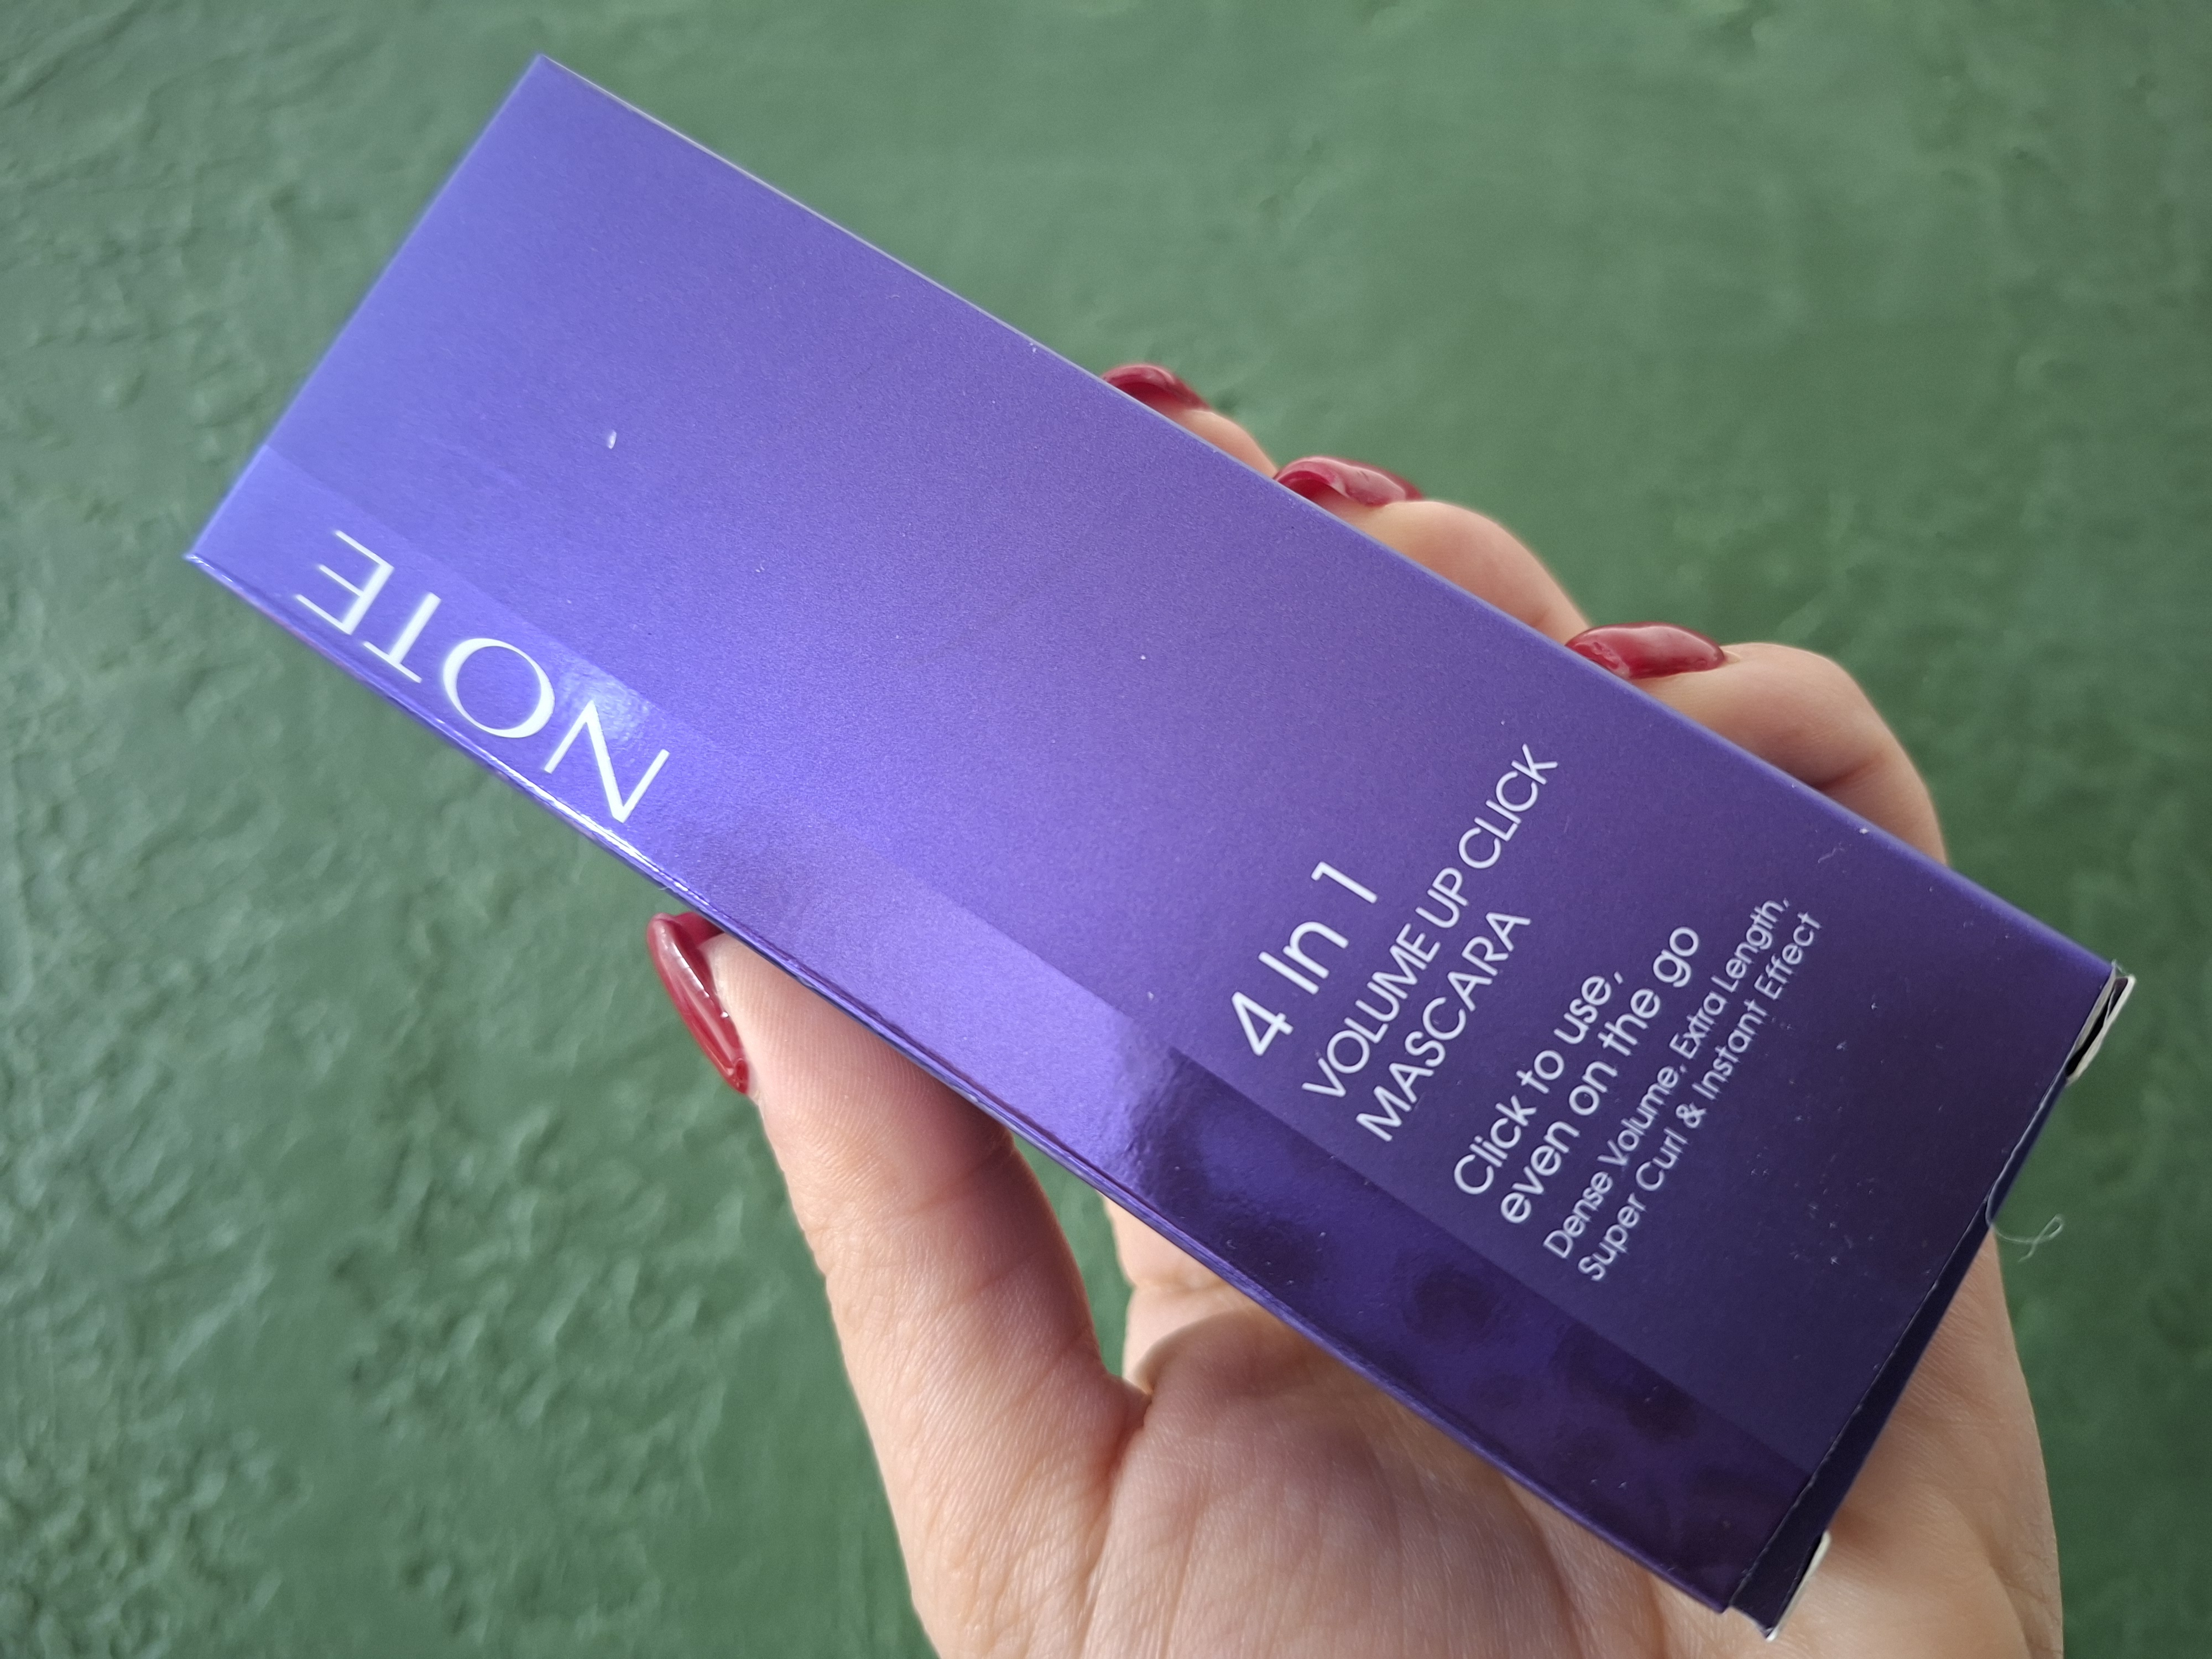 NOTE
4 In 1
VOLUME UP CLICK
MASCARA
Click to use,
even on the go
Dense Volume, Extra Length,
Super Curl & Instant Effect